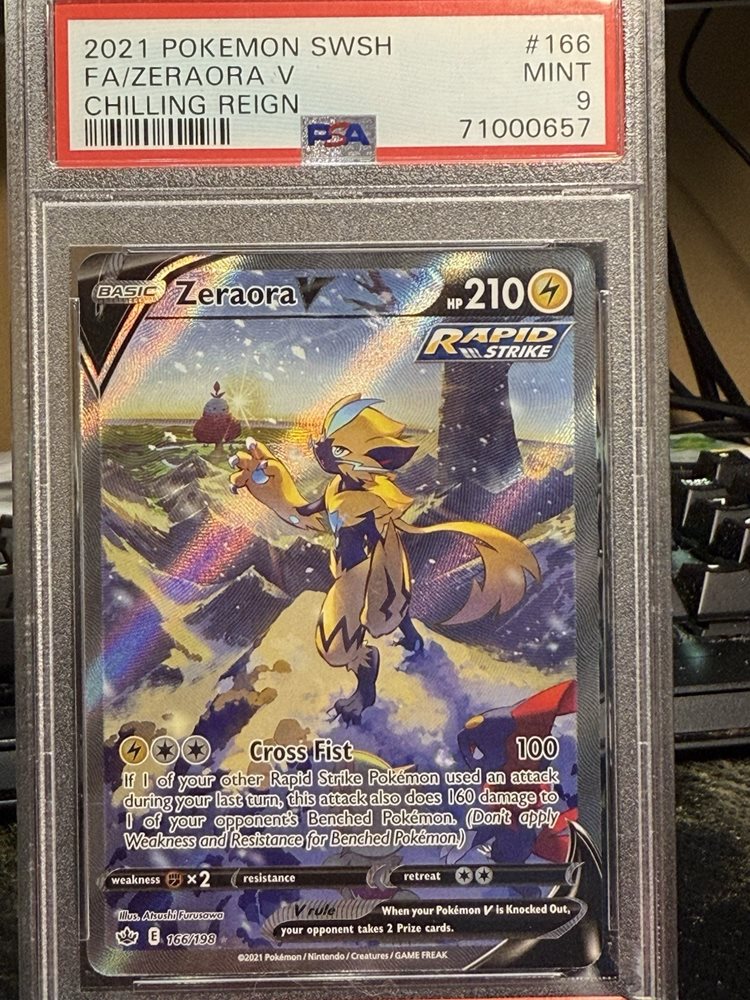 2021 POKEMON SWSH #166
FA/ZERAORA V MINT
CHILLING REIGN 9
PSA 71000657
BASIC Zeraora V HP 210
RAPID
STRIKE
Cross Fist 100
If 1 of your other Rapid Strike Pokémon used an attack
during your last turn, this attack also does 160 damage to
1 of your opponent's Benched Pokémon. (Don't apply
Weakness and Resistance for Benched Pokémon.)
weakness ×2 resistance retreat
V rule When your Pokémon V is Knocked Out,
your opponent takes 2 Prize cards.
Illus. Atsushi Furusawa
E 166/198
©2021 Pokémon / Nintendo / Creatures / GAME FREAK